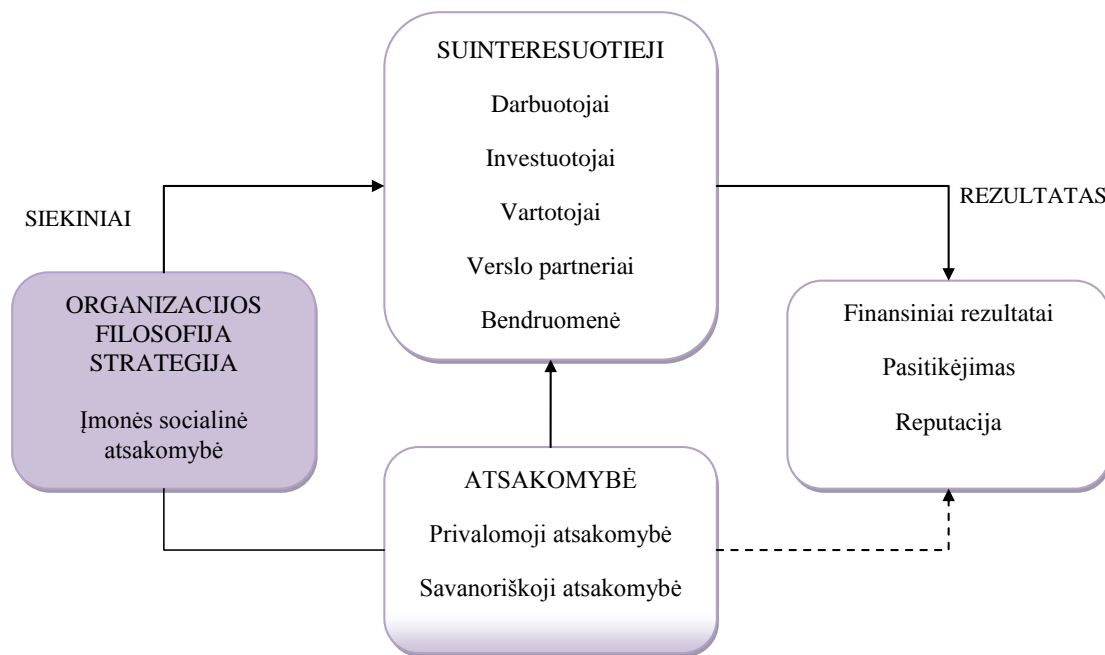 SUINTERESUOTIEJI
Darbuotojai
Investuotojai
Vartotojai
Verslo partneriai
Bendruomenė
SIEKINIAI
REZULTATAS
ORGANIZACIJOS
FILOSOFIJA
STRATEGIJA
Įmonės socialinė
atsakomybė
Finansiniai rezultatai
Pasitikėjimas
Reputacija
ATSAKOMYBĖ
Privalomoji atsakomybė
Savanoriškoji atsakomybė